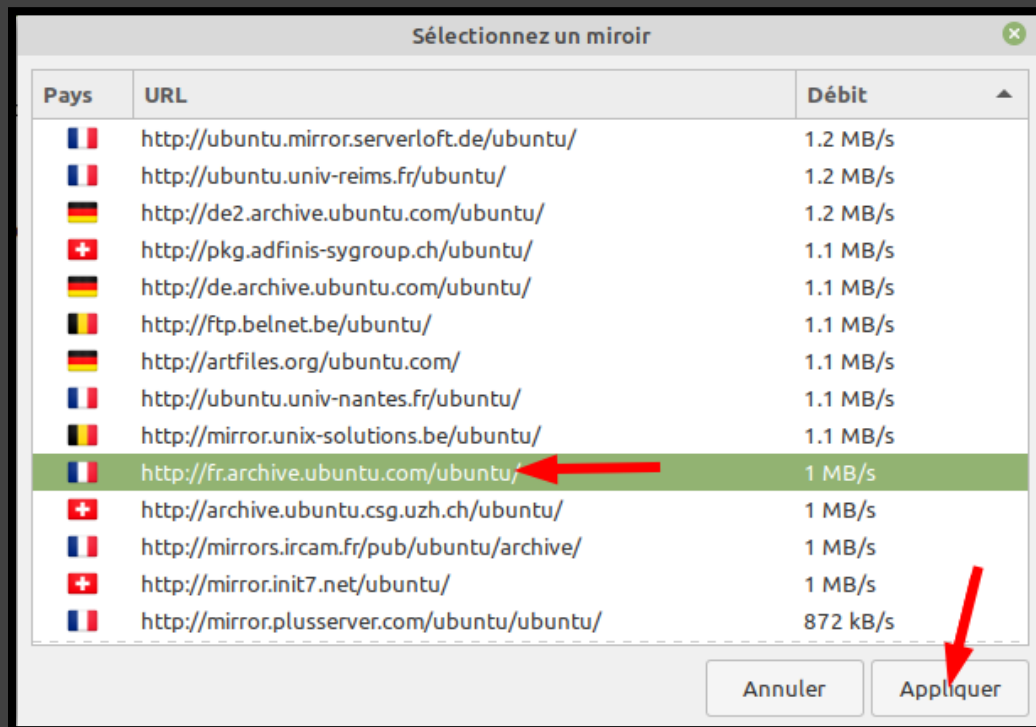 Sélectionnez un miroir
Pays URL Débit
http://ubuntu.mirror.serverloft.de/ubuntu/ 1.2 MB/s
http://ubuntu.univ-reims.fr/ubuntu/ 1.2 MB/s
http://de2.archive.ubuntu.com/ubuntu/ 1.2 MB/s
http://pkg.adfinis-sygroup.ch/ubuntu/ 1.1 MB/s
http://de.archive.ubuntu.com/ubuntu/ 1.1 MB/s
http://ftp.belnet.be/ubuntu/ 1.1 MB/s
http://artfiles.org/ubuntu.com/ 1.1 MB/s
http://ubuntu.univ-nantes.fr/ubuntu/ 1.1 MB/s
http://mirror.unix-solutions.be/ubuntu/ 1.1 MB/s
http://fr.archive.ubuntu.com/ubuntu/ 1 MB/s
http://archive.ubuntu.csg.uzh.ch/ubuntu/ 1 MB/s
http://mirrors.ircam.fr/pub/ubuntu/archive/ 1 MB/s
http://mirror.init7.net/ubuntu/ 1 MB/s
http://mirror.plusserver.com/ubuntu/ubuntu/ 872 kB/s
Annuler Appliquer